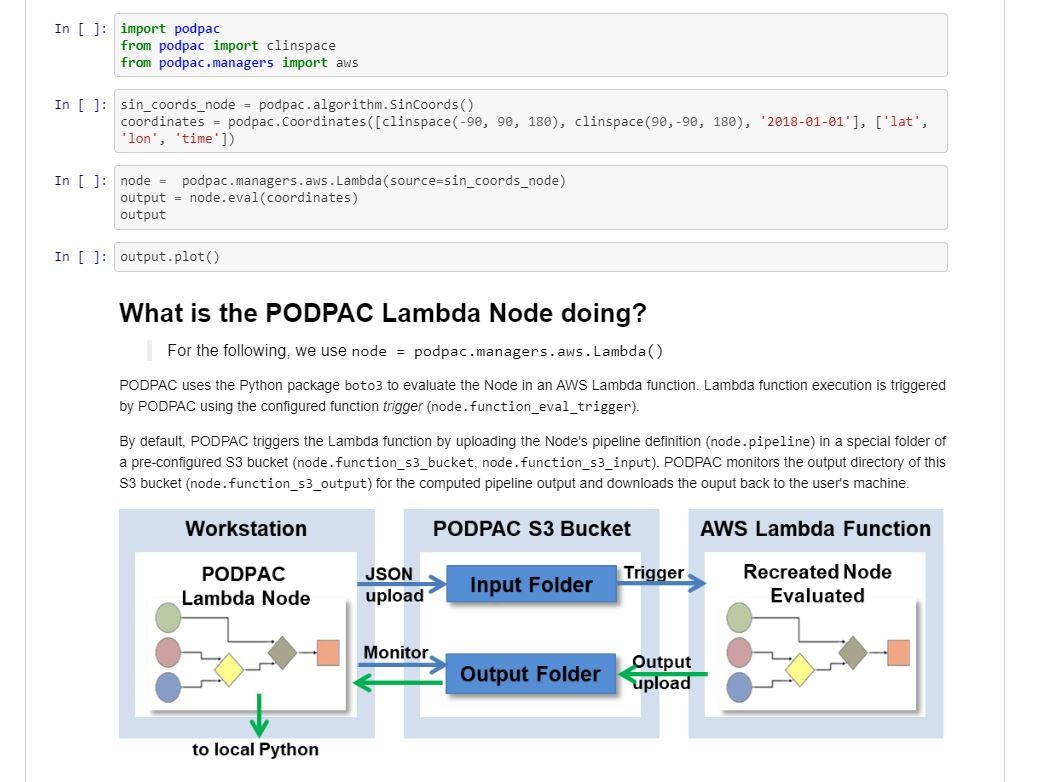 In [ ]: import podpac
from podpac import clinspace
from podpac.managers import aws
In [ ]: sin_coords_node = podpac.algorithm.SinCoords()
coordinates = podpac.Coordinates([clinspace(-90, 90, 180), clinspace(90,-90, 180), '2018-01-01'], ['lat',
'lon', 'time'])
In [ ]: node =  podpac.managers.aws.Lambda(source=sin_coords_node)
output = node.eval(coordinates)
output
In [ ]: output.plot()
What is the PODPAC Lambda Node doing?
For the following, we use node = podpac.managers.aws.Lambda()
PODPAC uses the Python package boto3 to evaluate the Node in an AWS Lambda function. Lambda function execution is triggered
by PODPAC using the configured function trigger (node.function_eval_trigger).
By default, PODPAC triggers the Lambda function by uploading the Node's pipeline definition (node.pipeline) in a special folder of
a pre-configured S3 bucket (node.function_s3_bucket, node.function_s3_input). PODPAC monitors the output directory of this
S3 bucket (node.function_s3_output) for the computed pipeline output and downloads the ouput back to the user's machine.
Workstation
PODPAC
Lambda Node
to local Python
JSON
upload
Monitor
PODPAC S3 Bucket
Input Folder
Output Folder
Trigger
Output
upload
AWS Lambda Function
Recreated Node
Evaluated